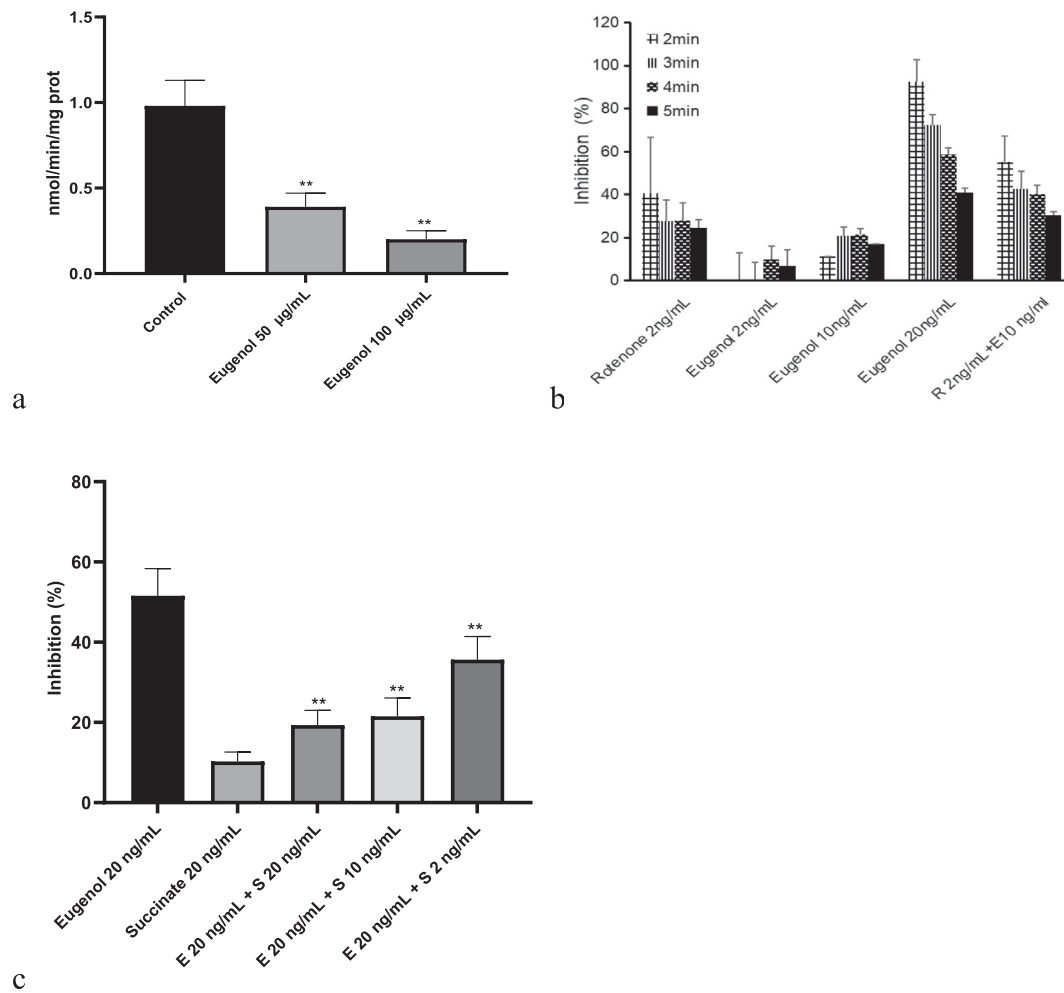 1.5
1.0
0.5
0.0
nmol/min/mg prot
**
**
Control
Eugenol 50 µg/mL
Eugenol 100 µg/mL
a
120
100
80
60
40
20
0
Inhibition (%)
2min
3min
4min
5min
Rotenone 2ng/mL
Eugenol 2ng/mL
Eugenol 10ng/mL
Eugenol 20ng/mL
R 2ng/mL+E10 ng/ml
b
80
60
40
20
0
Inhibition (%)
**
**
**
Eugenol 20 ng/mL
Succinate 20 ng/mL
E 20 ng/mL + S 20 ng/mL
E 20 ng/mL + S 10 ng/mL
E 20 ng/mL + S 2 ng/mL
c